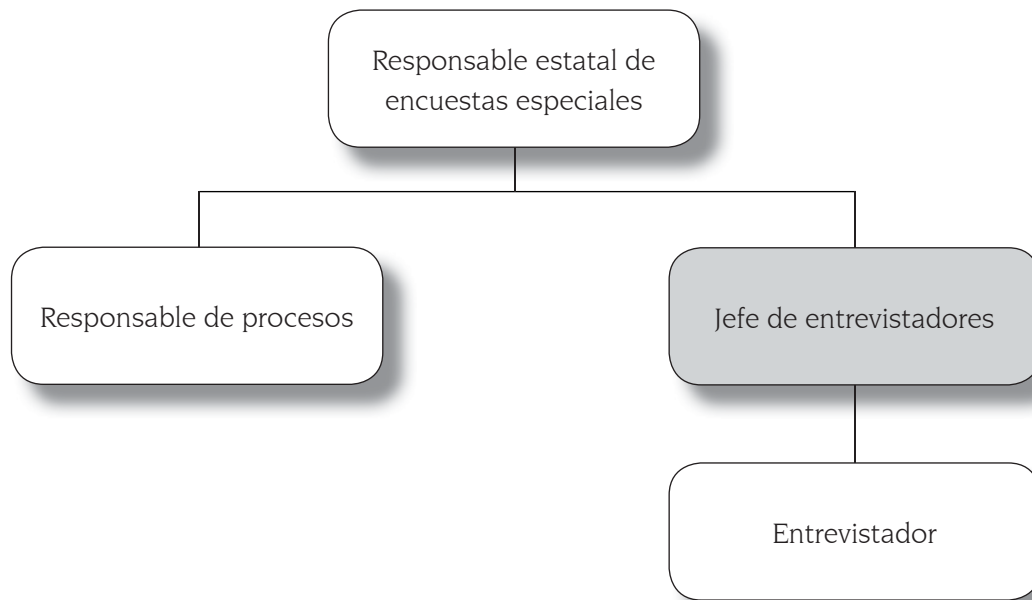 Responsable estatal de
encuestas especiales
Responsable de procesos
Jefe de entrevistadores
Entrevistador